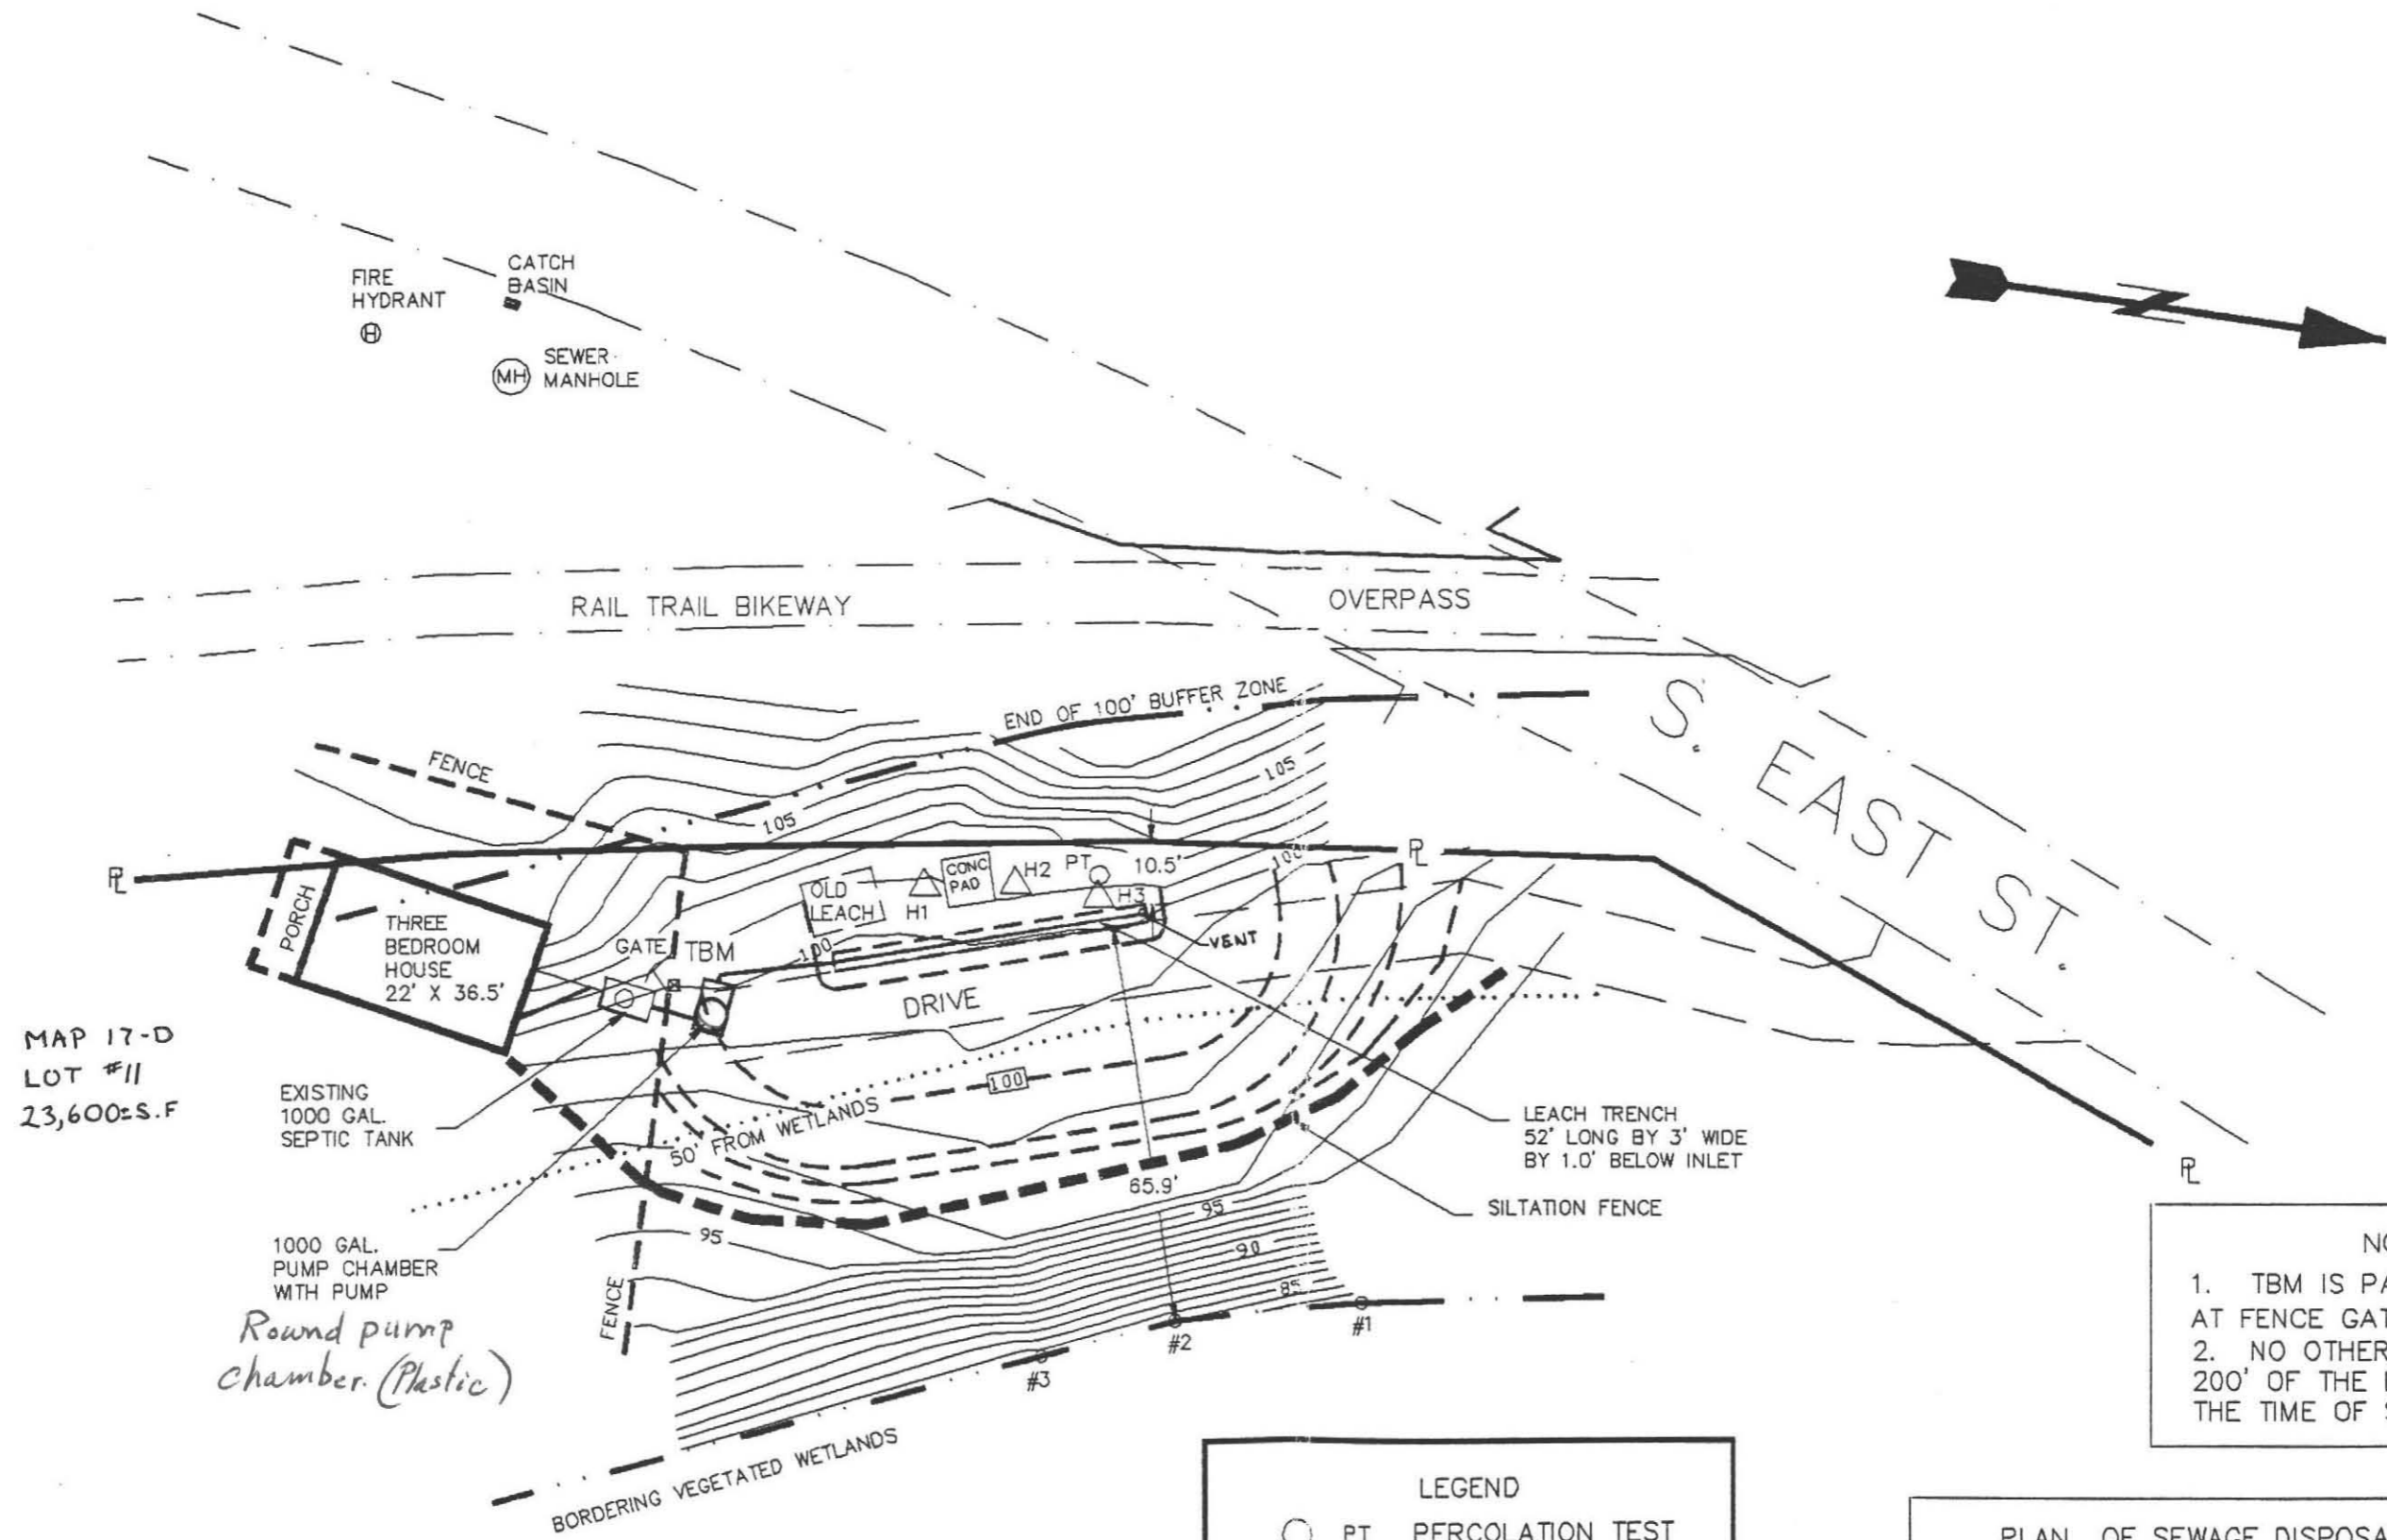 FIRE
HYDRANT
H
CATCH
BASIN
MH
SEWER
MANHOLE
N
RAIL TRAIL BIKEWAY
OVERPASS
S. EAST ST.
END OF 100' BUFFER ZONE
FENCE
105
105
PL
PL
PORCH
THREE
BEDROOM
HOUSE
22' X 36.5'
GATE
TBM
OLD
LEACH
H1
CONC
PAD
H2
PT
H3
10.5'
100
100
VENT
DRIVE
MAP 17-D
LOT #11
23,600±S.F
EXISTING
1000 GAL.
SEPTIC TANK
100
50' FROM WETLANDS
LEACH TRENCH
52' LONG BY 3' WIDE
BY 1.0' BELOW INLET
65.9'
SILTATION FENCE
PL
1000 GAL.
PUMP CHAMBER
WITH PUMP
Round pump
chamber. (Plastic)
FENCE
95
95
90
85
#1
#2
#3
BORDERING VEGETATED WETLANDS
1. TBM IS
AT FENCE
2. NO OTHER
200' OF THE
THE TIME OF
LEGEND
PT PERCOLATION TEST
PLAN OF SEWAGE